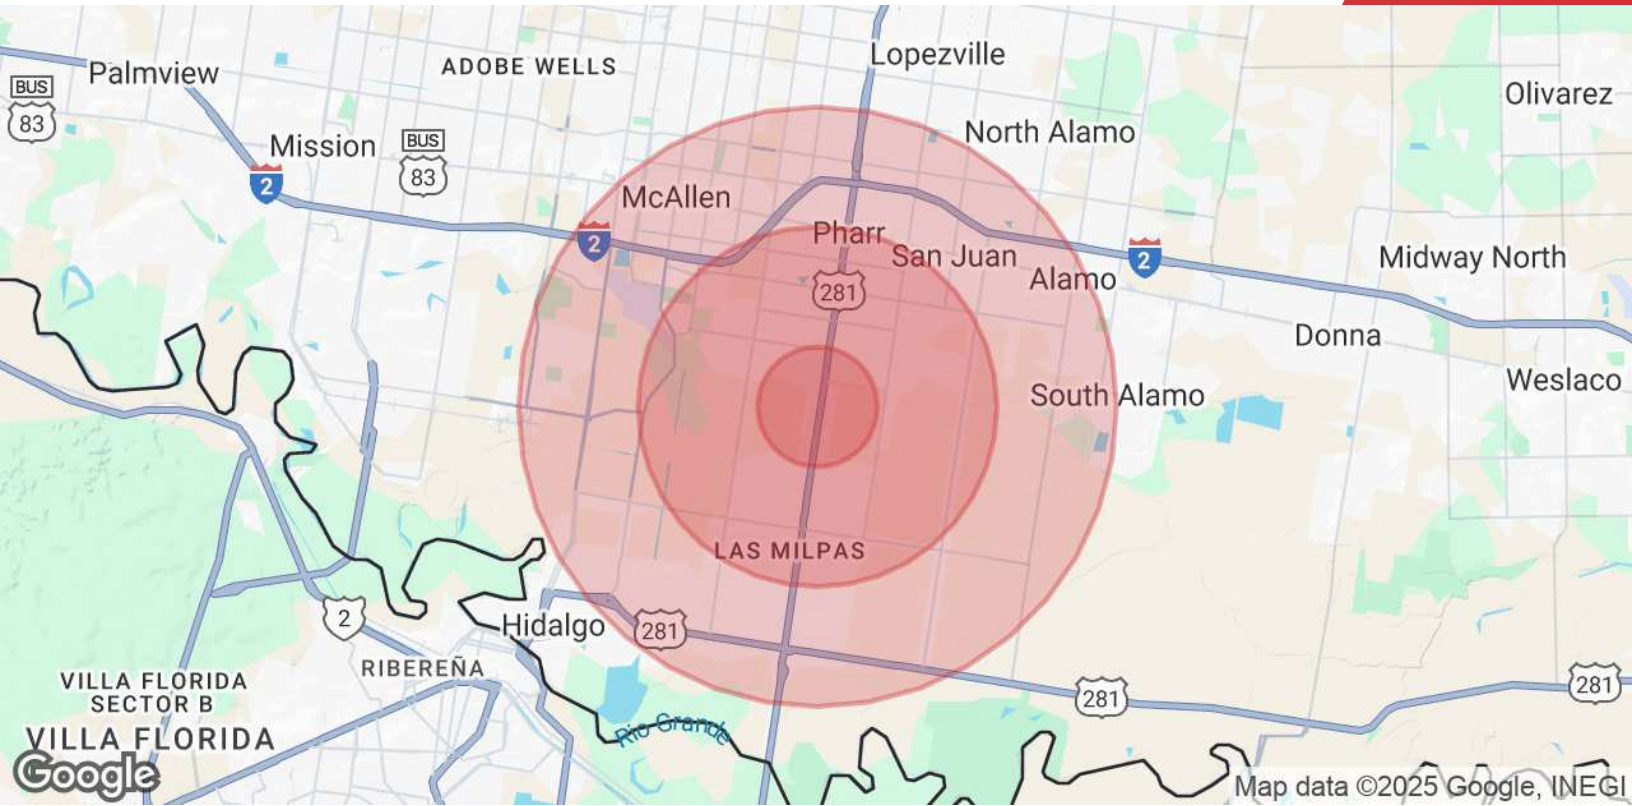 Lopezville
ADOBE WELLS
Palmview
BUS
83
Olivarez
North Alamo
Mission
BUS
83
2
McAllen
Pharr
2
San Juan
2
Midway North
Alamo
281
Donna
Weslaco
South Alamo
LAS MILPAS
2
Hidalgo
281
RIBEREÑA
VILLA FLORIDA
SECTOR B
281
281
Rio Grande
VILLA FLORIDA
Google
Map data ©2025 Google, INEGI